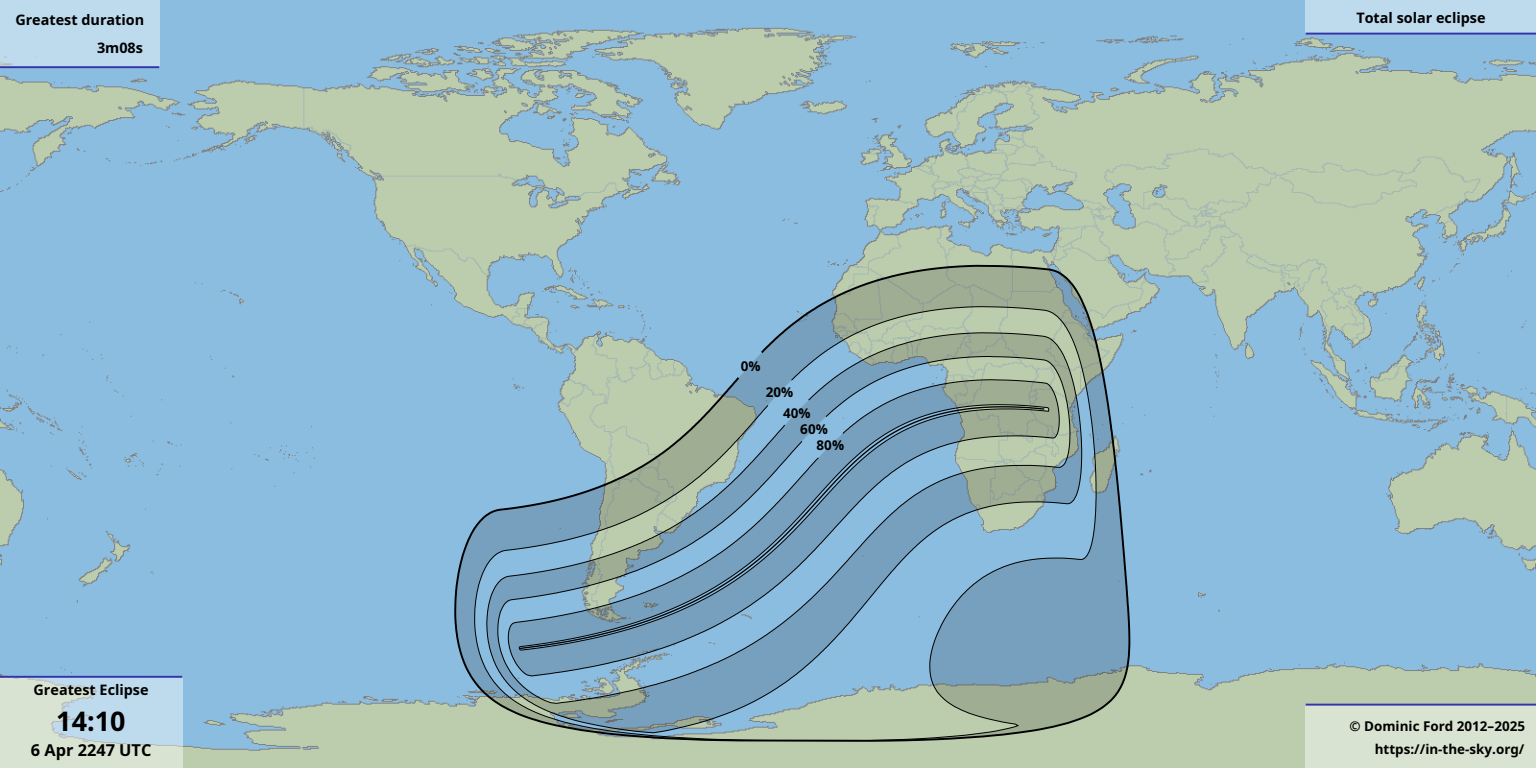 Greatest duration
3m08s
Total solar eclipse
0%
20%
40%
60%
80%
Greatest Eclipse
14:10
6 Apr 2247 UTC
© Dominic Ford 2012–2025
https://in-the-sky.org/